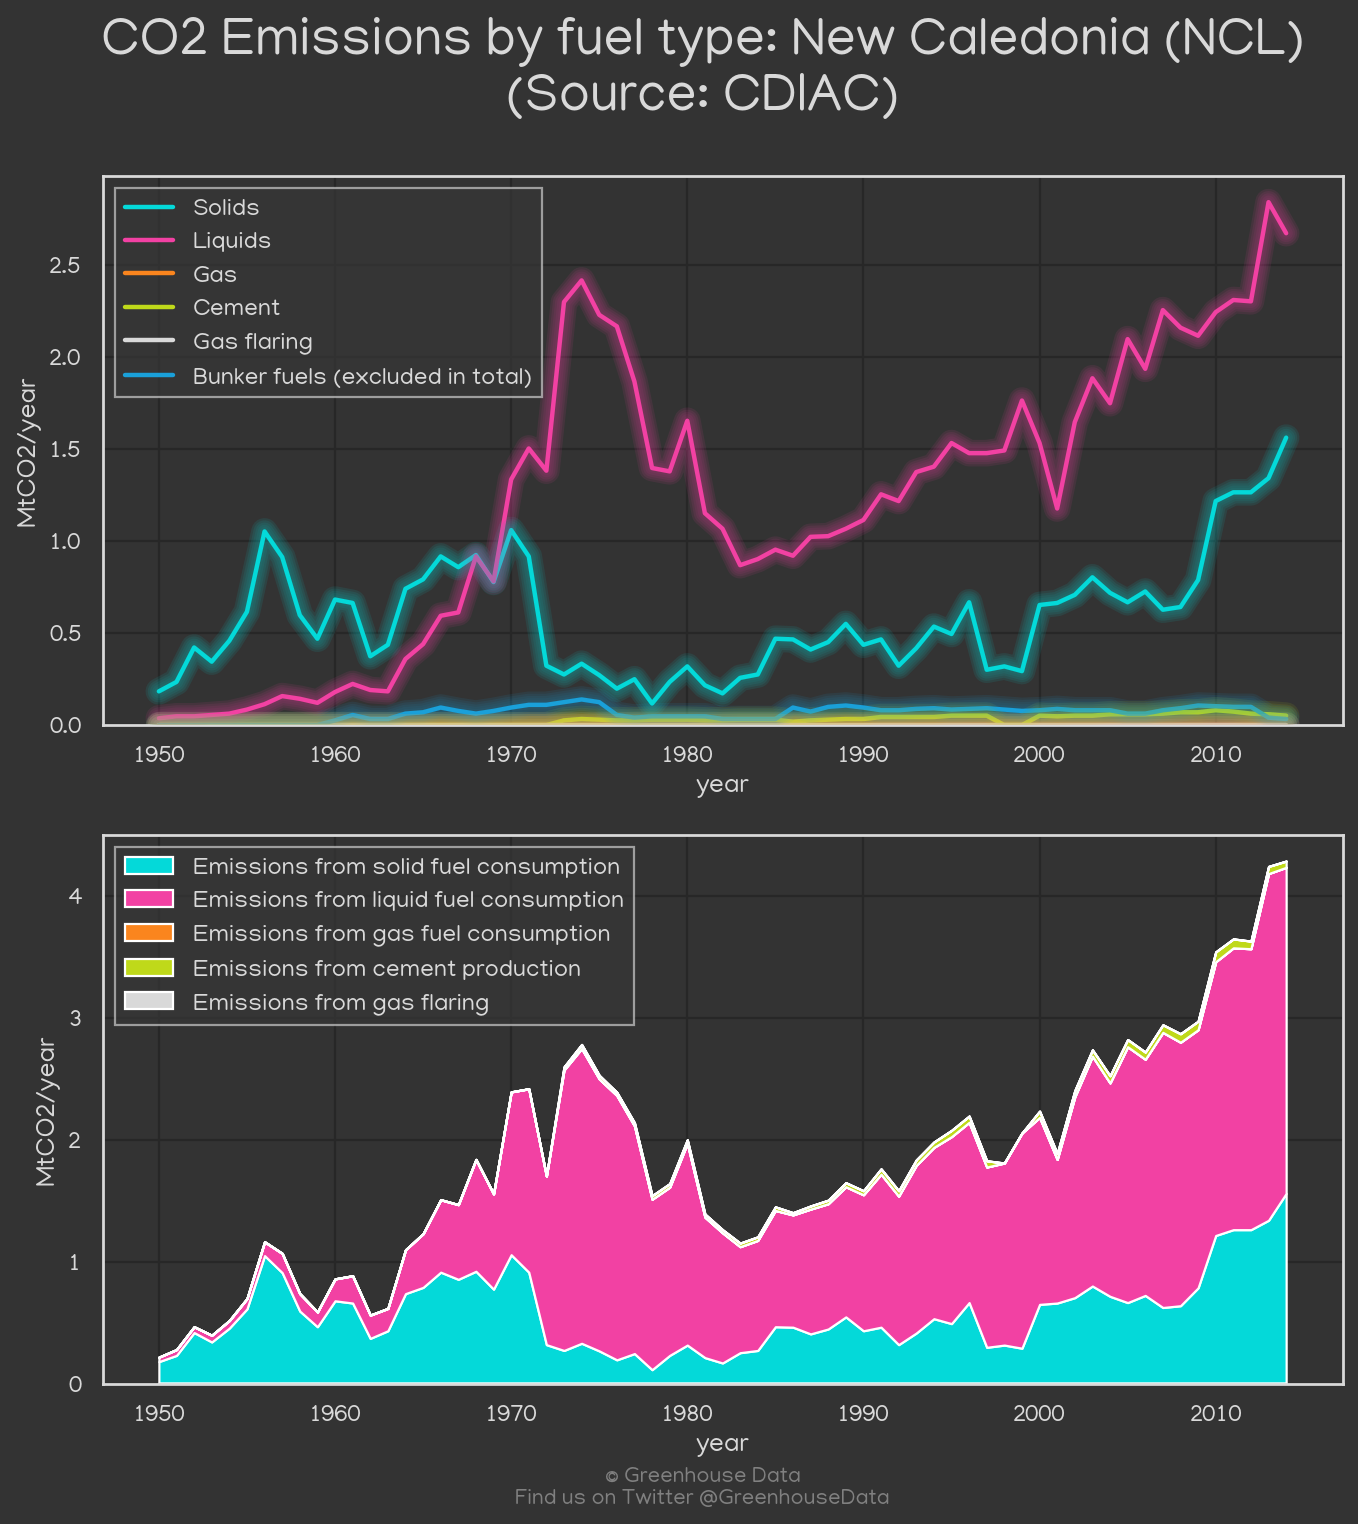 CO2 Emissions by fuel type: New Caledonia (NCL)
(Source: CDIAC)
Solids
Liquids
Gas
Cement
Gas flaring
Bunker fuels (excluded in total)
MtCO2/year
2.5
2.0
1.5
1.0
0.5
0.0
1950 1960 1970 1980 1990 2000 2010
year
Emissions from solid fuel consumption
Emissions from liquid fuel consumption
Emissions from gas fuel consumption
Emissions from cement production
Emissions from gas flaring
MtCO2/year
4
3
2
1
0
1950 1960 1970 1980 1990 2000 2010
year
© Greenhouse Data
Find us on Twitter @GreenhouseData